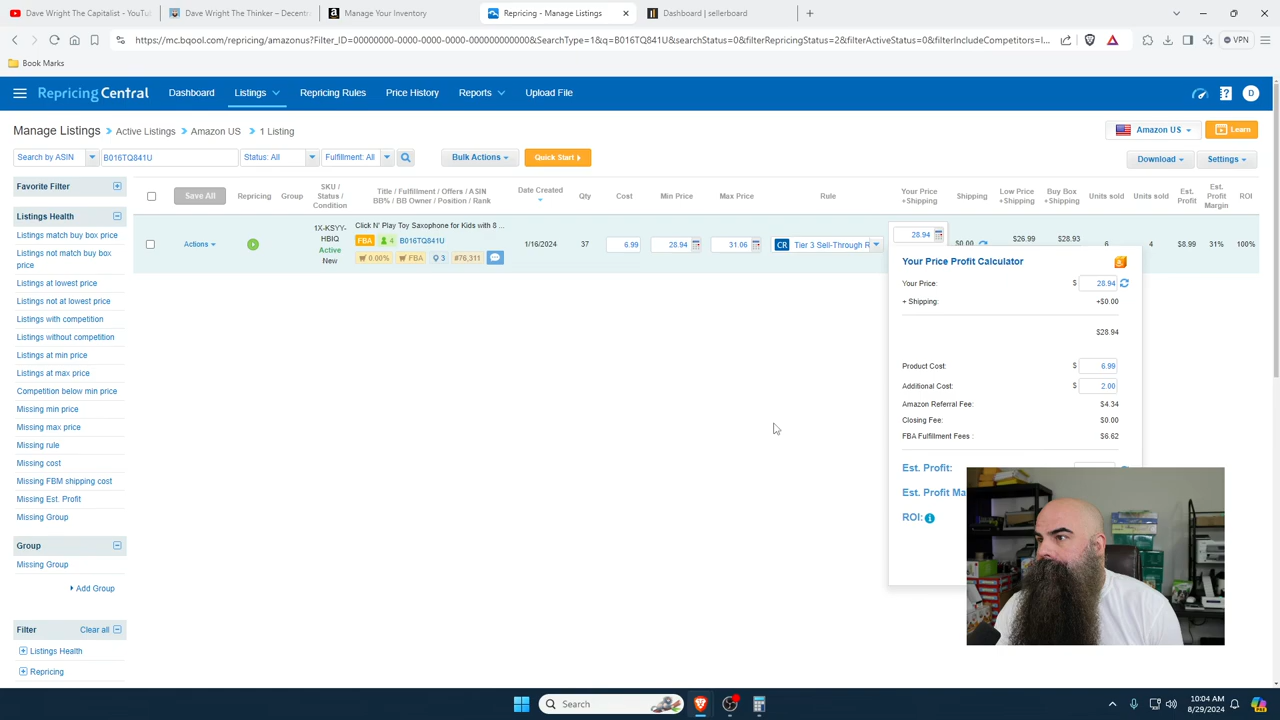 Dave Wright The Capitalist - YouTu
Dave Wright The Thinker – Decentr
Manage Your Inventory
Repricing - Manage Listings
Dashboard | sellerboard
https://mc.bqool.com/repricing/amazonus?Filter_ID=00000000-0000-0000-0000-000000000000&SearchType=1&q=B016TQ841U&searchStatus=0&filterRepricingStatus=2&filterActiveStatus=0&filterIncludeCompetitors=I...
VPN
Book Marks
Repricing Central
Dashboard
Listings
Repricing Rules
Price History
Reports
Upload File
D
Manage Listings
Active Listings
Amazon US
1 Listing
Amazon US
Learn
Search by ASIN
B016TQ841U
Status: All
Fulfillment: All
Bulk Actions
Quick Start
Download
Settings
Favorite Filter
Save All
Repricing
Group
SKU / Status / Condition
Title / Fulfillment / Offers / ASIN
BB% / BB Owner / Position / Rank
Date Created
Qty
Cost
Min Price
Max Price
Rule
Your Price +Shipping
Shipping
Low Price +Shipping
Buy Box +Shipping
Units sold
Units sold
Est. Profit
Est. Profit Margin
ROI
Listings Health
Listings match buy box price
Listings not match buy box price
Listings at lowest price
Listings not at lowest price
Listings with competition
Listings without competition
Listings at min price
Listings at max price
Competition below min price
Missing min price
Missing max price
Missing rule
Missing cost
Missing FBM shipping cost
Missing Est. Profit
Missing Group
Group
Missing Group
Add Group
Filter
Clear all
Listings Health
Repricing
Actions
1X-KSYY-HBIQ
Active
New
Click N' Play Toy Saxophone for Kids with 8 ...
FBA
4
B016TQ841U
0.00%
FBA
3
#76,311
1/16/2024
37
6.99
28.94
31.06
CR
Tier 3 Sell-Through R
28.94
$0.00
$26.99
$28.93
6
4
$8.99
31%
100%
Your Price Profit Calculator
Your Price:
$
28.94
+ Shipping:
+$0.00
$28.94
Product Cost:
$
6.99
Additional Cost:
$
2.00
Amazon Referral Fee:
$4.34
Closing Fee:
$0.00
FBA Fulfillment Fees :
$6.62
Est. Profit:
Est. Profit Ma
ROI:
Search
10:04 AM
8/29/2024